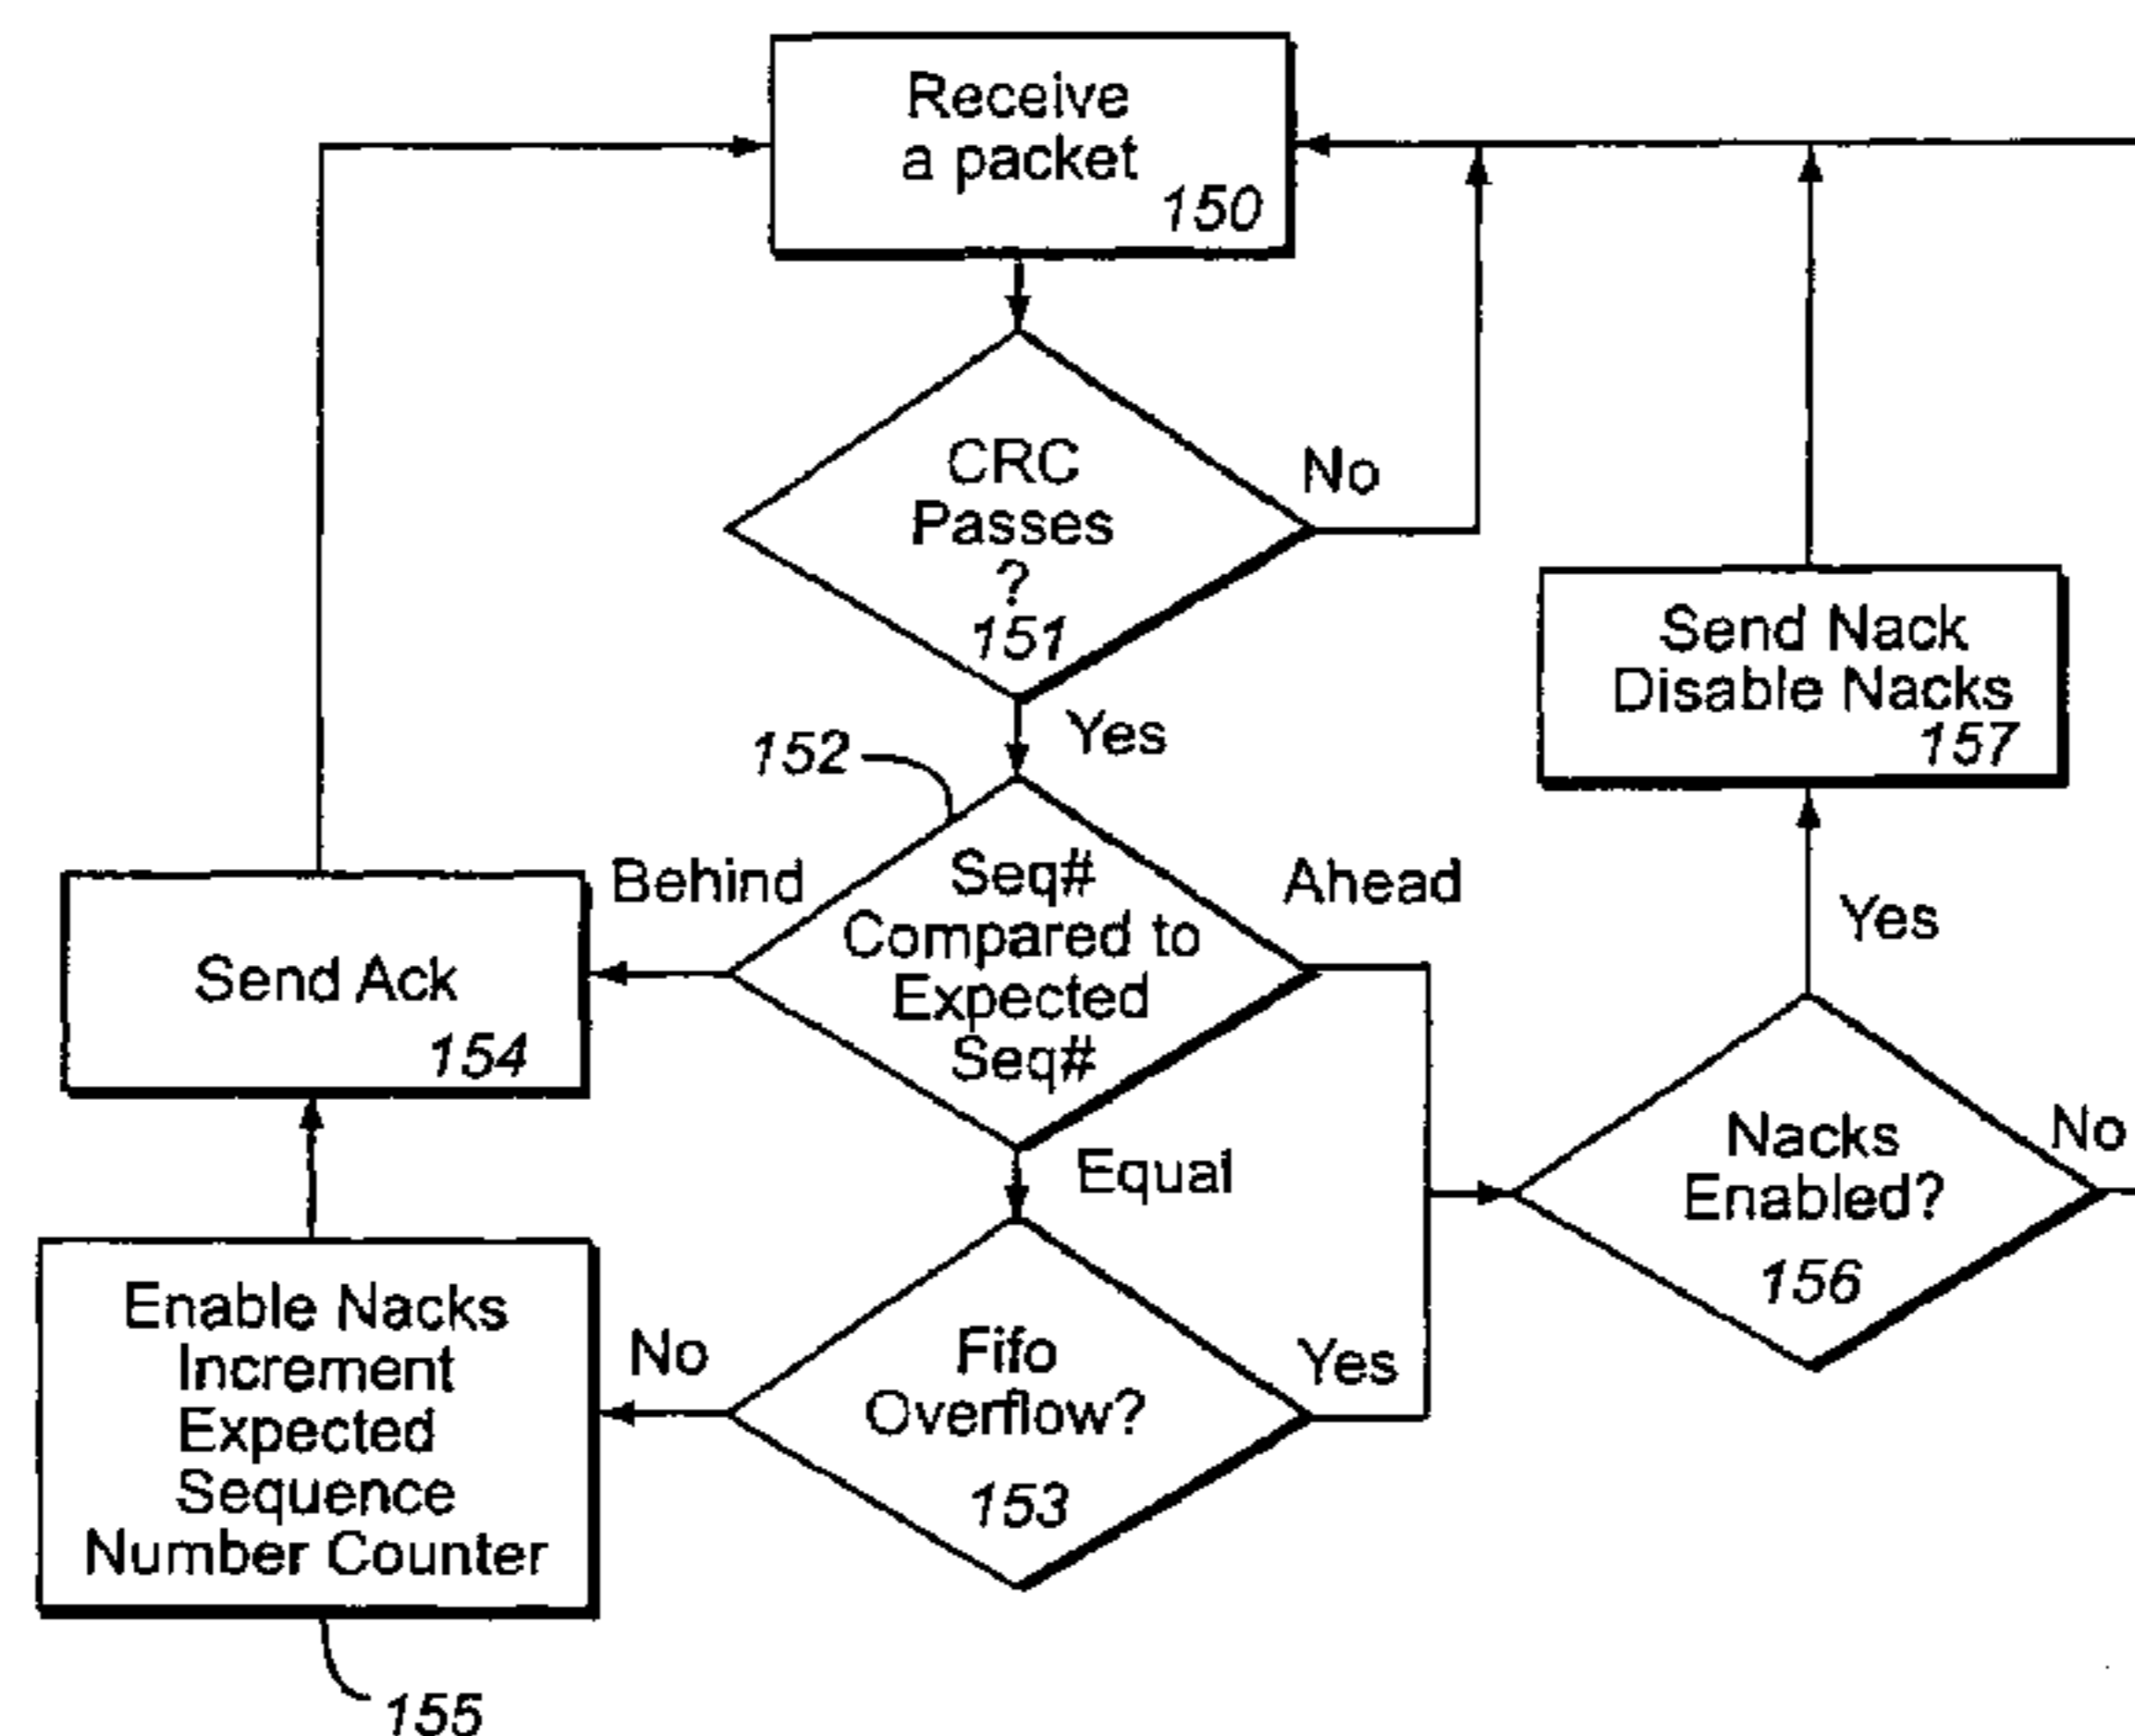 Receive
a packet
150
CRC
Passes
?
151
No
Yes
152
Seq#
Compared to
Expected
Seq#
Behind
Ahead
Equal
Send Ack
154
Fifo
Overflow?
153
No
Yes
Enable Nacks
Increment
Expected
Sequence
Number Counter
155
Nacks
Enabled?
156
Yes
No
Send Nack
Disable Nacks
157